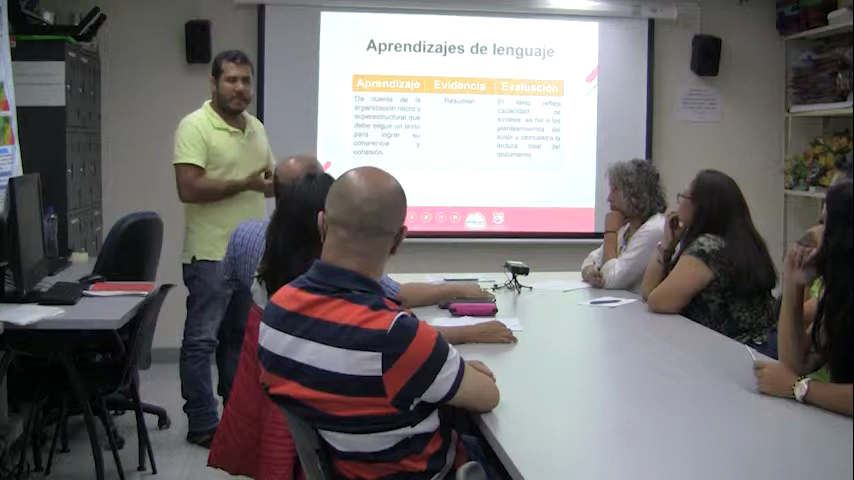 Aprendizajes de lenguaje
Aprendizaje Evidencia Evaluación
Da cuenta de la
organización micro y
superestructural que
debe seguir un texto
para lograr su
coherencia y
cohesión.
Resumen
El texto refleja
capacidad de
síntesis, es fiel a los
planteamientos del
autor y demuestra la
lectura total del
documento.